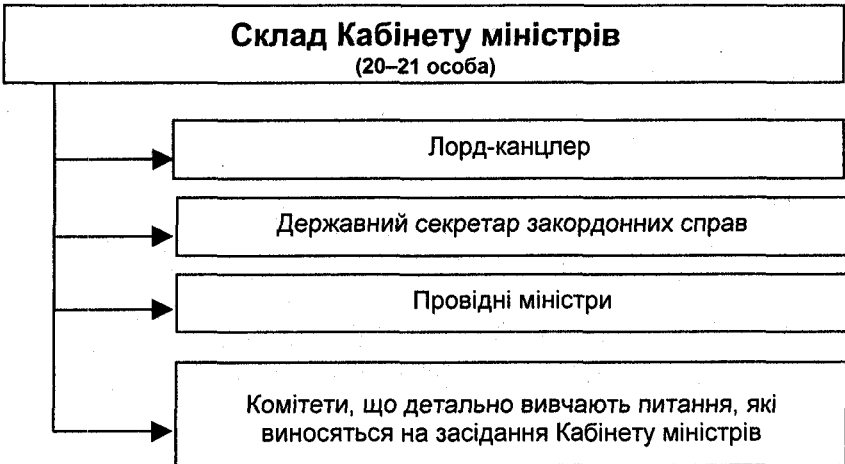 Склад Кабінету міністрів
(20–21 особа)
Лорд-канцлер
Державний секретар закордонних справ
Провідні міністри
Комітети, що детально вивчають питання, які
виносяться на засідання Кабінету міністрів